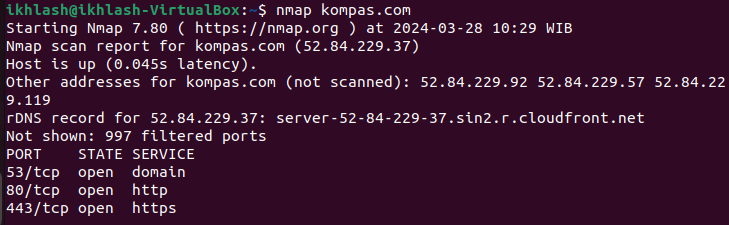 ikhlash@ikhlash-VirtualBox:~$ nmap kompas.com
Starting Nmap 7.80 ( https://nmap.org ) at 2024-03-28 10:29 WIB
Nmap scan report for kompas.com (52.84.229.37)
Host is up (0.045s latency).
Other addresses for kompas.com (not scanned): 52.84.229.92 52.84.229.57 52.84.22
9.119
rDNS record for 52.84.229.37: server-52-84-229-37.sin2.r.cloudfront.net
Not shown: 997 filtered ports
PORT    STATE SERVICE
53/tcp  open  domain
80/tcp  open  http
443/tcp open  https